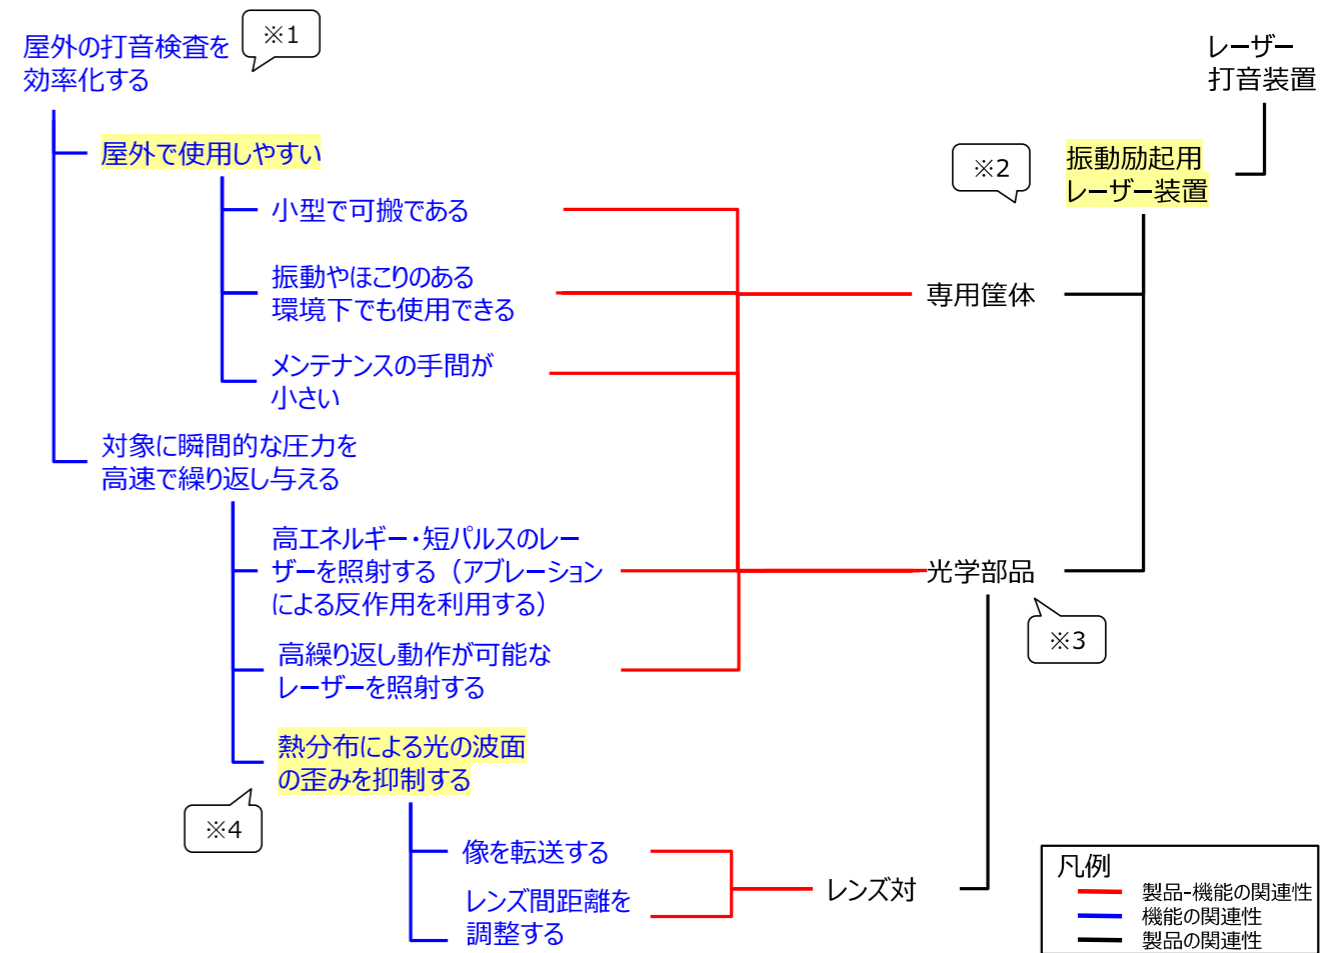 屋外の打音検査を
効率化する
※1
レーザー
打音装置
屋外で使用しやすい
※2
振動励起用
レーザー装置
小型で可搬である
振動やほこりのある
環境下でも使用できる
専用筐体
メンテナンスの手間が
小さい
対象に瞬間的な圧力を
高速で繰り返し与える
高エネルギー・短パルスのレー
ザーを照射する（アブレーション
による反作用を利用する）
光学部品
※3
高繰り返し動作が可能な
レーザーを照射する
熱分布による光の波面
の歪みを抑制する
※4
像を転送する
レンズ間距離を
調整する
レンズ対
凡例
製品-機能の関連性
機能の関連性
製品の関連性